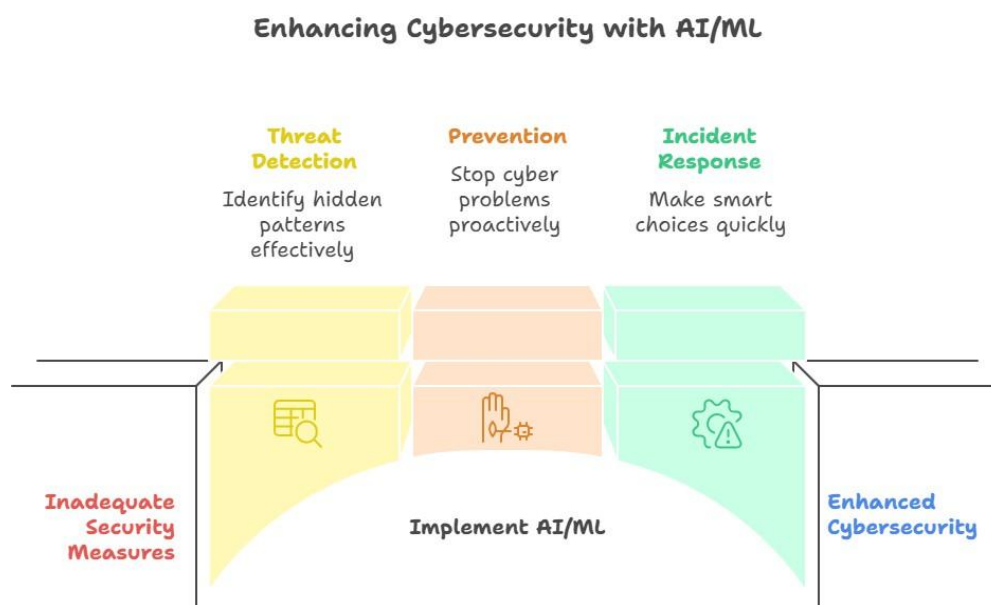 Enhancing Cybersecurity with AI/ML
Threat
Detection
Identify hidden
patterns
effectively
Prevention
Stop cyber
problems
proactively
Incident
Response
Make smart
choices quickly
Inadequate
Security
Measures
Implement AI/ML
Enhanced
Cybersecurity